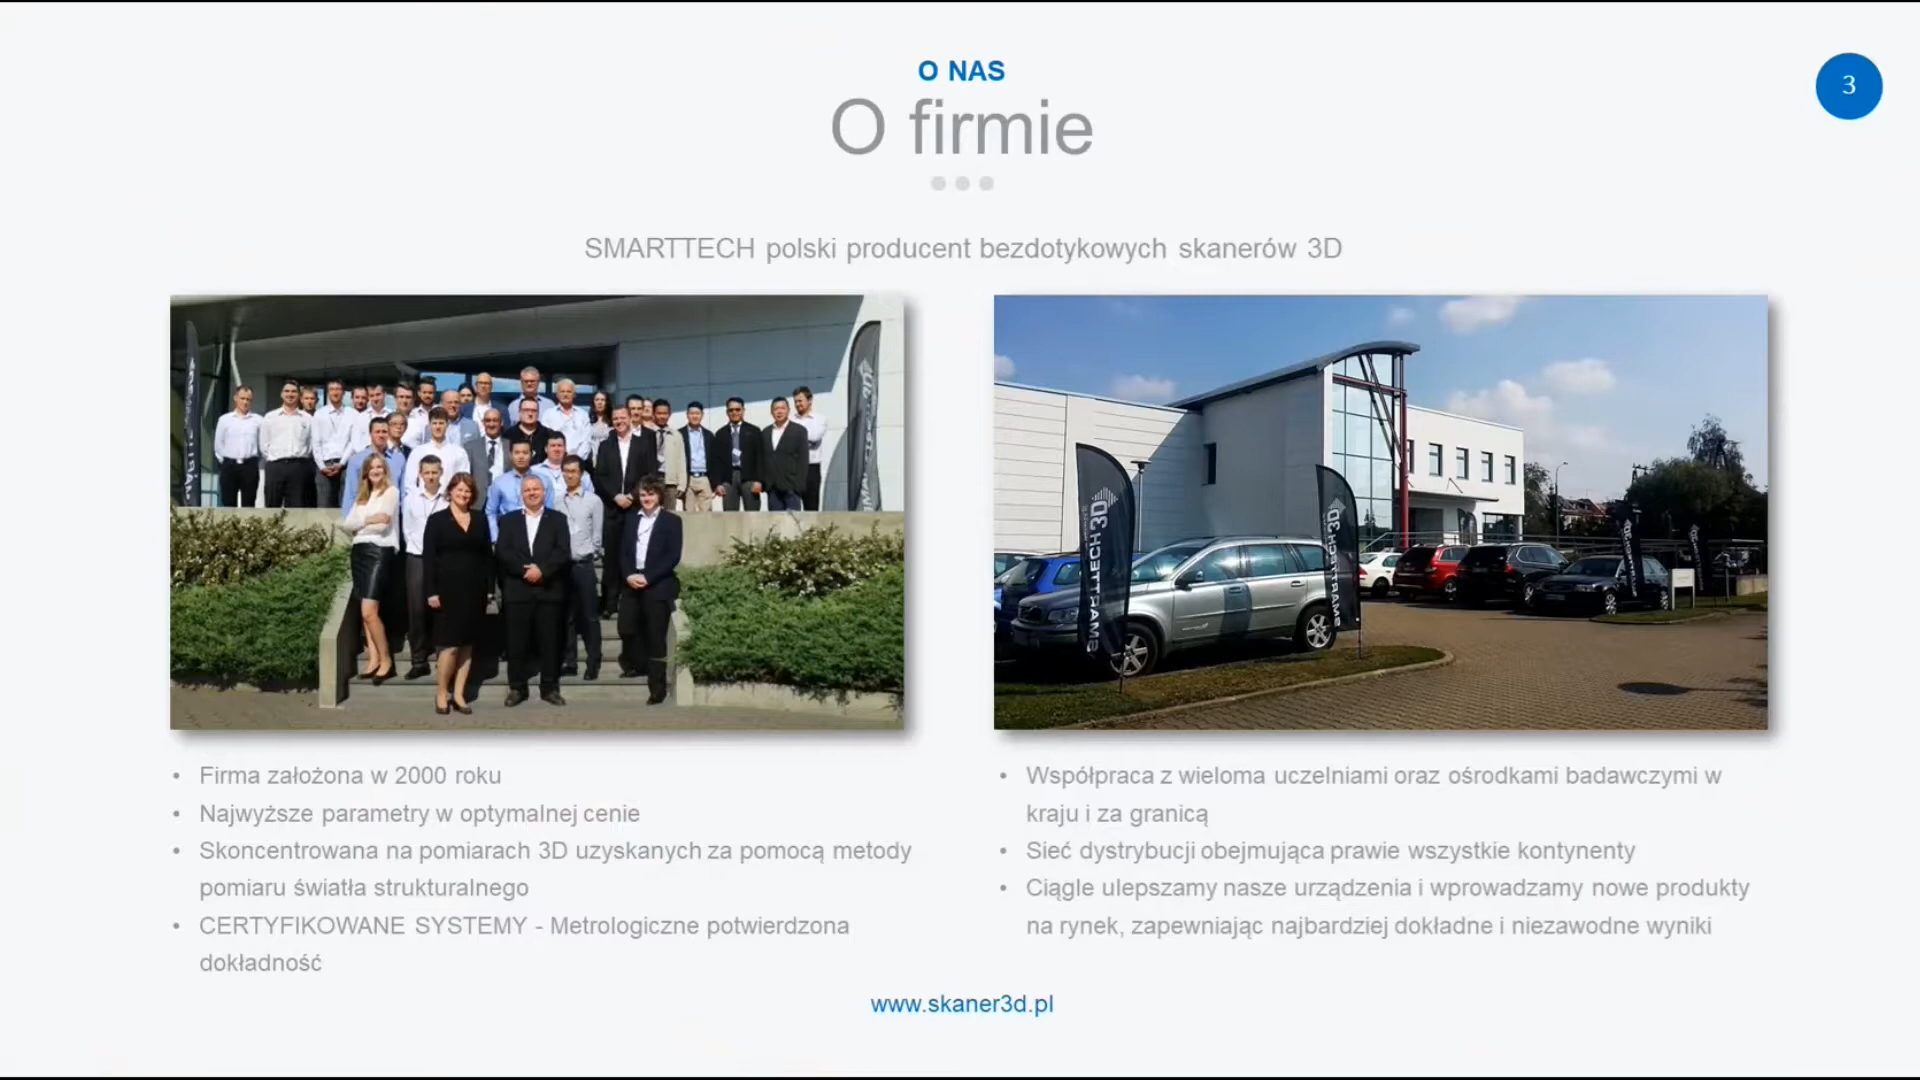 O NAS
3
O firmie
SMARTTECH polski producent bezdotykowych skanerów 3D
SMARTTECH3D
SMARTTECH3D
• Firma założona w 2000 roku
• Najwyższe parametry w optymalnej cenie
• Skoncentrowana na pomiarach 3D uzyskanych za pomocą metody
pomiaru światła strukturalnego
• CERTYFIKOWANE SYSTEMY - Metrologiczne potwierdzona
dokładność
• Współpraca z wieloma uczelniami oraz ośrodkami badawczymi w
kraju i za granicą
• Sieć dystrybucji obejmująca prawie wszystkie kontynenty
• Ciągle ulepszamy nasze urządzenia i wprowadzamy nowe produkty
na rynek, zapewniając najbardziej dokładne i niezawodne wyniki
www.skaner3d.pl